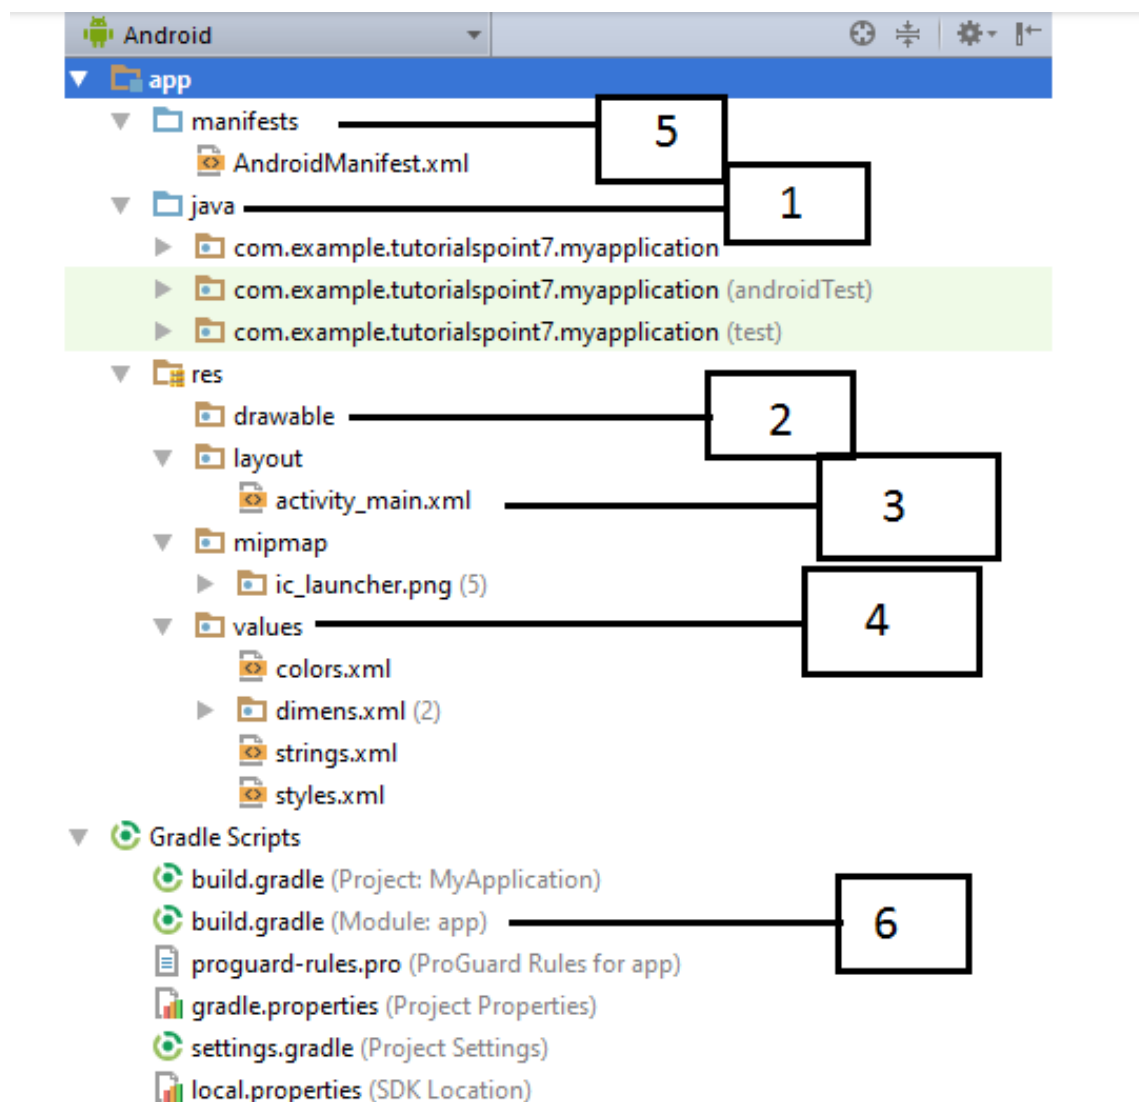 Android
app
manifests
5
AndroidManifest.xml
java
1
com.example.tutorialspoint7.myapplication
com.example.tutorialspoint7.myapplication (androidTest)
com.example.tutorialspoint7.myapplication (test)
res
drawable
2
layout
activity_main.xml
3
mipmap
ic_launcher.png (5)
values
4
colors.xml
dimens.xml (2)
strings.xml
styles.xml
Gradle Scripts
build.gradle (Project: MyApplication)
build.gradle (Module: app)
6
proguard-rules.pro (ProGuard Rules for app)
gradle.properties (Project Properties)
settings.gradle (Project Settings)
local.properties (SDK Location)